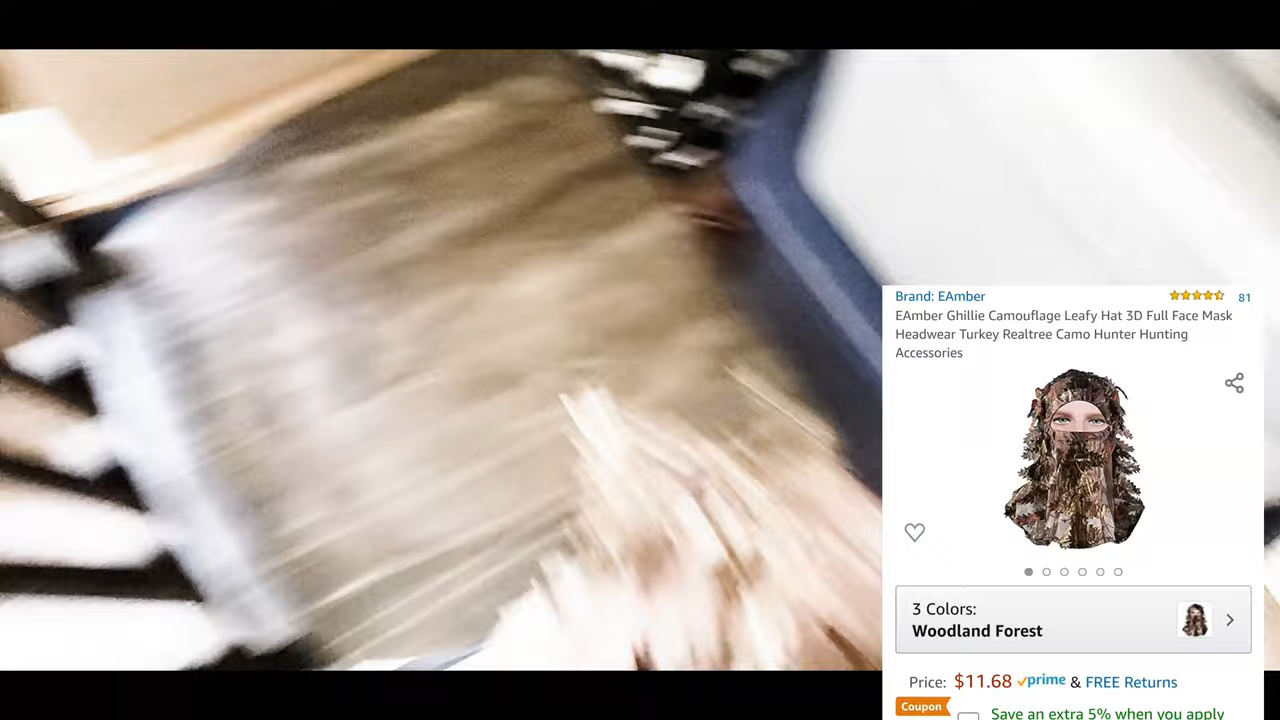 Brand: EAmber
81
EAmber Ghillie Camouflage Leafy Hat 3D Full Face Mask
Headwear Turkey Realtree Camo Hunter Hunting
Accessories
3 Colors:
Woodland Forest
Price: $11.68 prime & FREE Returns
Coupon
Save an extra 5% when you apply